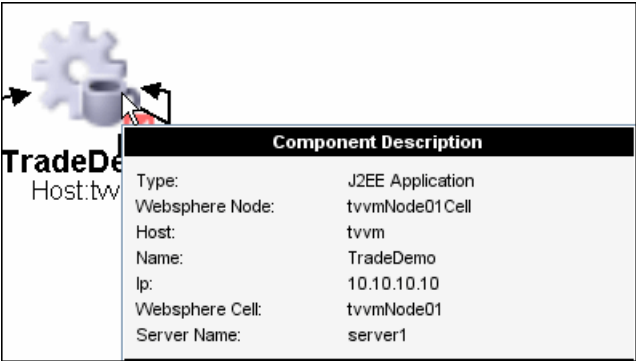 Component Description
TradeDe
Host:tvv
Type: J2EE Application
Websphere Node: tvvmNode01Cell
Host: tvvm
Name: TradeDemo
Ip: 10.10.10.10
Websphere Cell: tvvmNode01
Server Name: server1